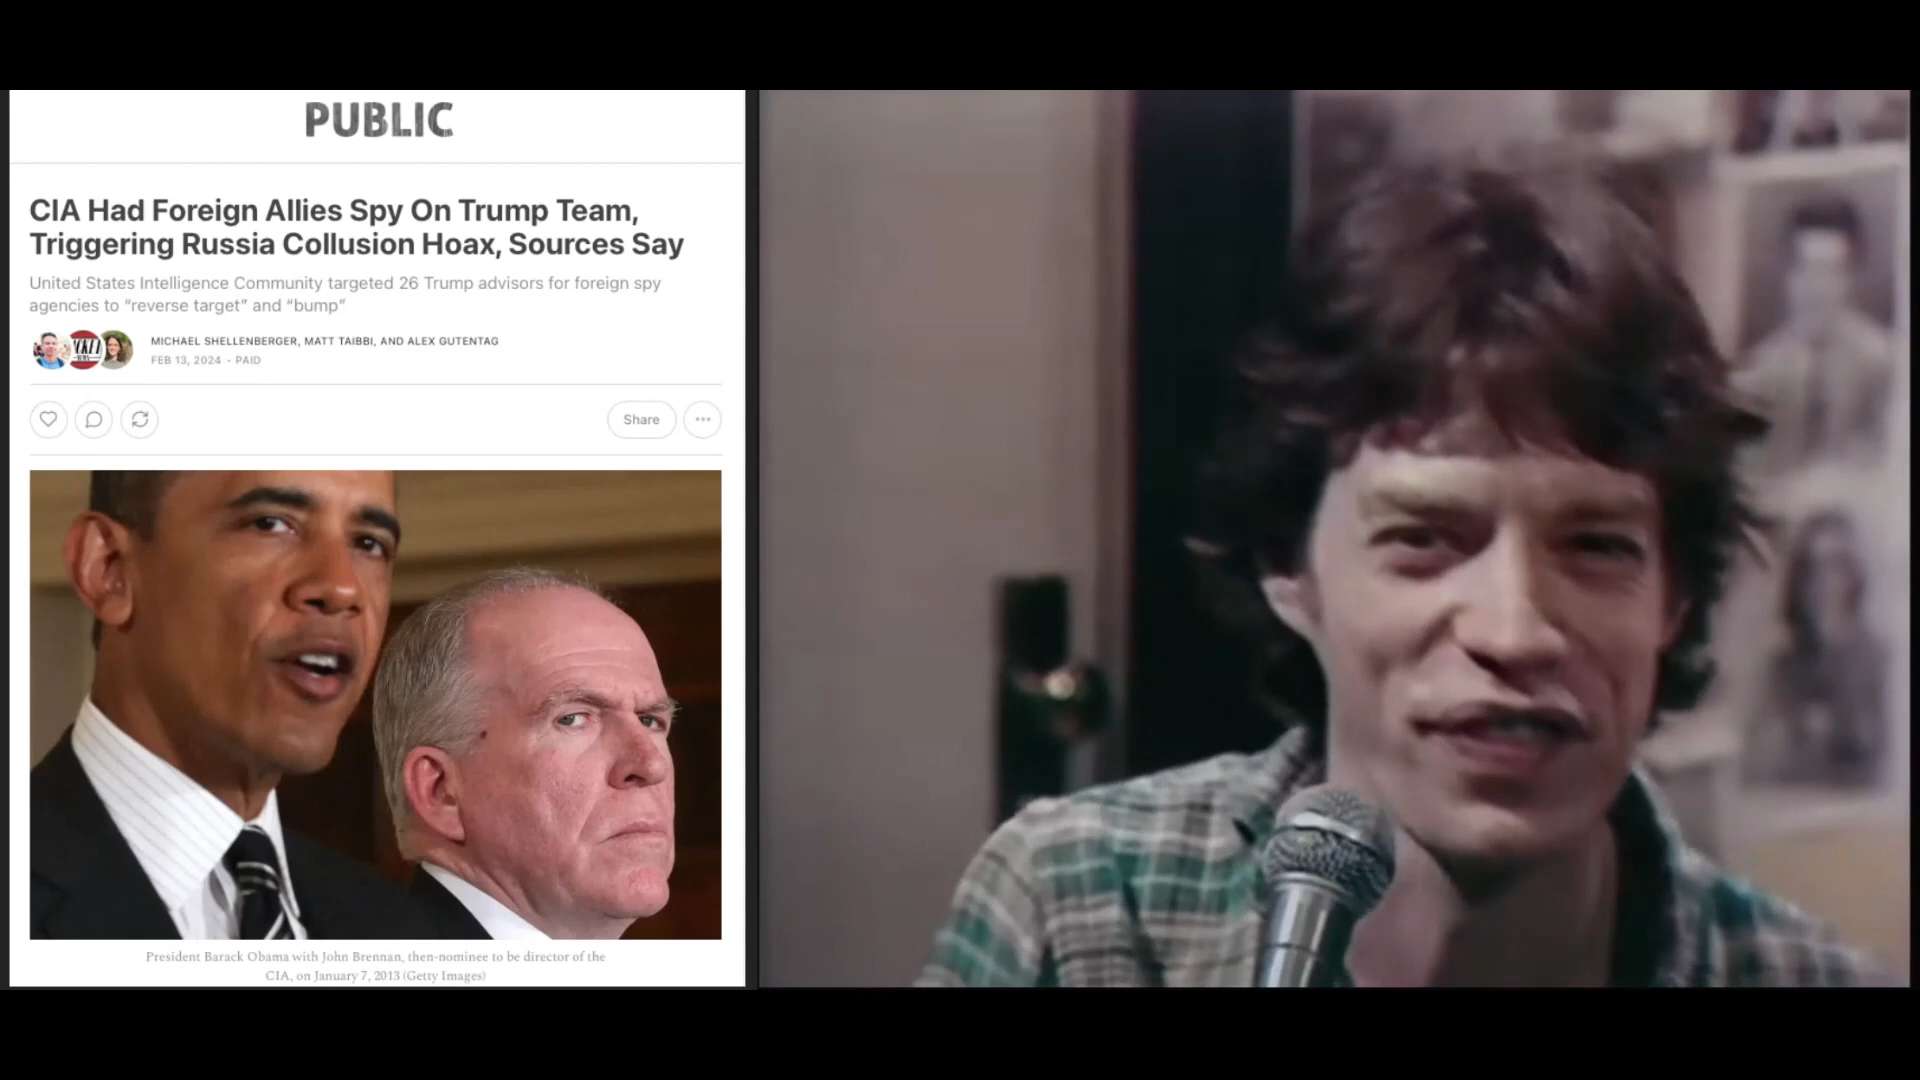 PUBLIC
CIA Had Foreign Allies Spy On Trump Team,
Triggering Russia Collusion Hoax, Sources Say
United States Intelligence Community targeted 26 Trump advisors for foreign spy
agencies to “reverse target” and “bump”
MICHAEL SHELLENBERGER, MATT TAIBBI, AND ALEX GUTENTAG
FEB 13, 2024 - PAID
Share
President Barack Obama with John Brennan, then-nominee to be director of the
CIA, on January 7, 2013 (Getty Images)